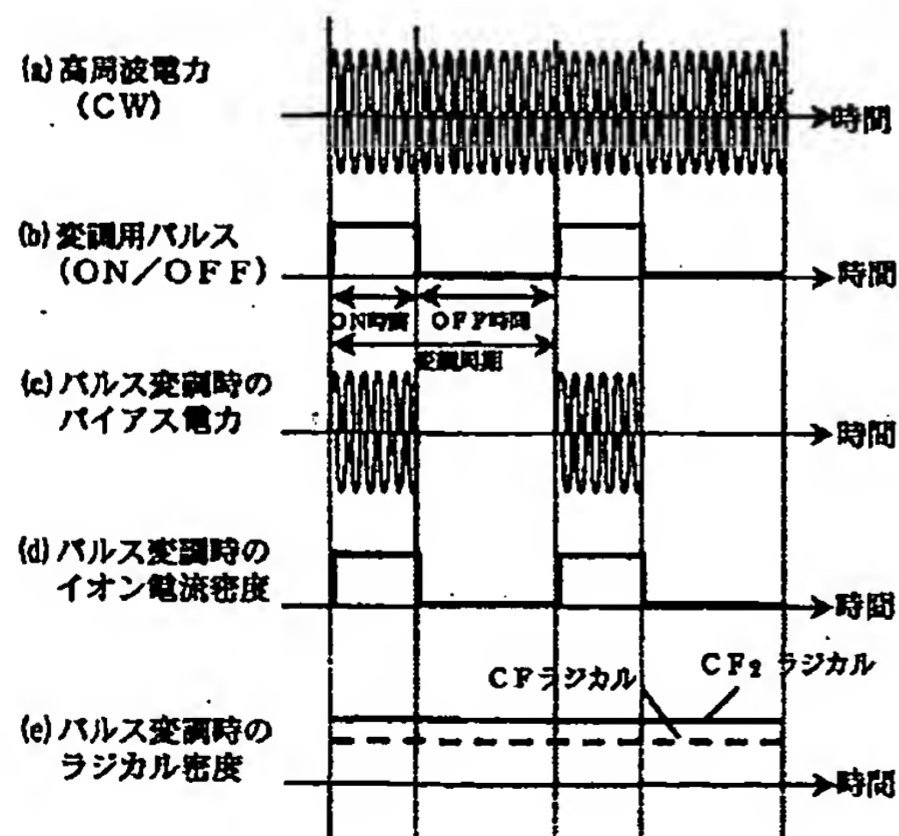 (a) 高周波電力
(CW)
時間
(b) 変調用パルス
(ON/OFF)
時間
ON時間
OFF時間
変調周期
(c) パルス変調時の
バイアス電力
時間
(d) パルス変調時の
イオン電流密度
時間
CFラジカル
CF₂ ラジカル
(e) パルス変調時の
ラジカル密度
時間